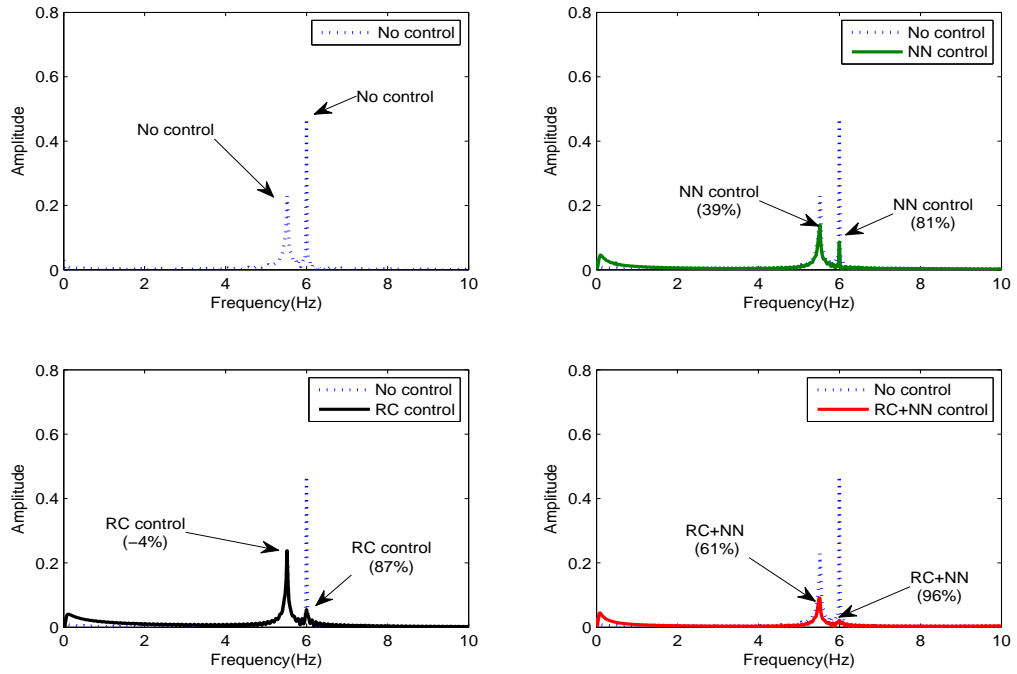 0.8
0.6
0.4
0.2
0
Amplitude
0 2 4 6 8 10
Frequency(Hz)
No control
No control
No control
0.8
0.6
0.4
0.2
0
Amplitude
0 2 4 6 8 10
Frequency(Hz)
No control
NN control
NN control
(39%)
NN control
(81%)
0.8
0.6
0.4
0.2
0
Amplitude
0 2 4 6 8 10
Frequency(Hz)
No control
RC control
RC control
(−4%)
RC control
(87%)
0.8
0.6
0.4
0.2
0
Amplitude
0 2 4 6 8 10
Frequency(Hz)
No control
RC+NN control
RC+NN
(61%)
RC+NN
(96%)